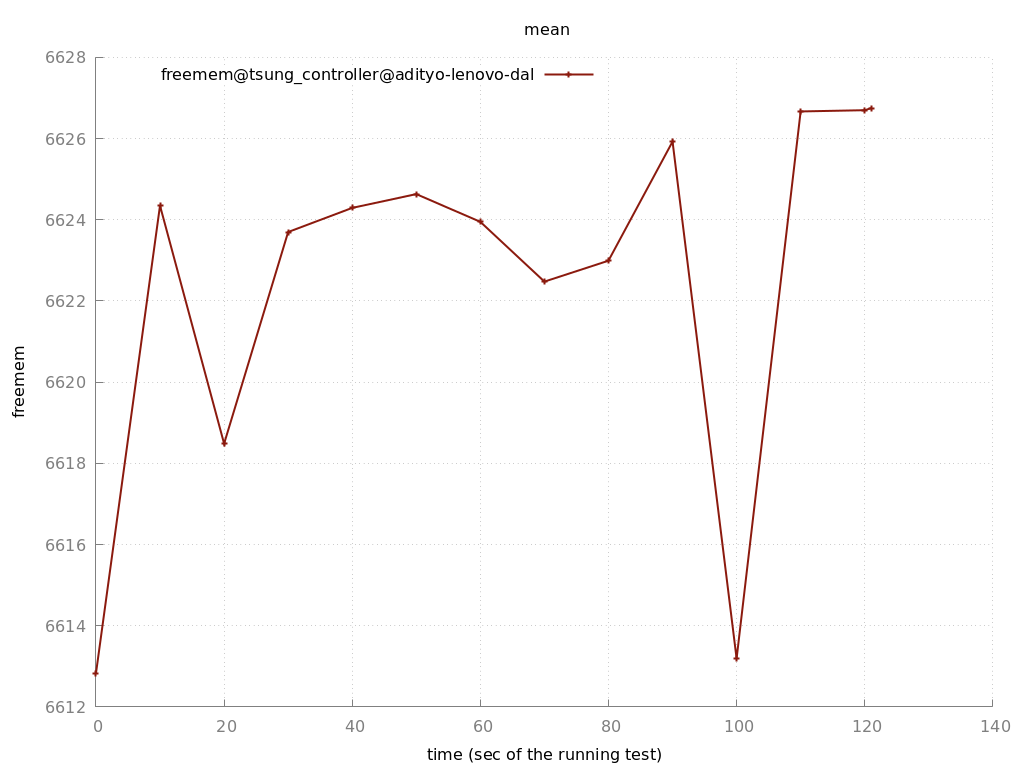 mean
freemem@tsung_controller@adityo-lenovo-dal
6628
6626
6624
6622
6620
6618
6616
6614
6612
freemem
0 20 40 60 80 100 120 140
time (sec of the running test)